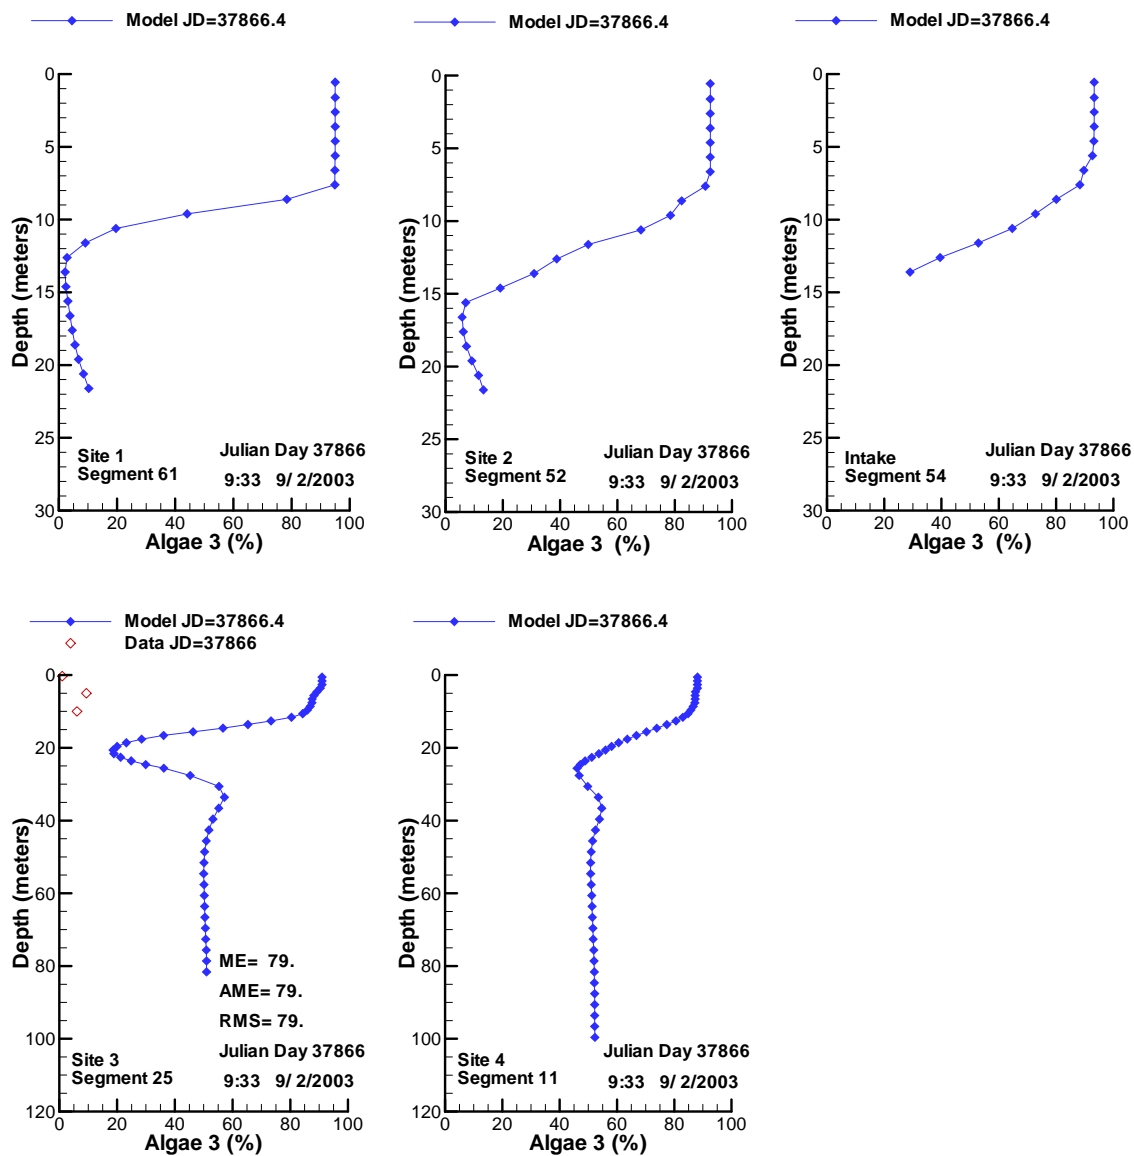 Model JD=37866.4
0
5
10
15
20
25
30
Depth (meters)
Site 1
Segment 61
Julian Day 37866
9:33 9/ 2/2003
0 20 40 60 80 100
Algae 3 (%)
Model JD=37866.4
0
5
10
15
20
25
30
Depth (meters)
Site 2
Segment 52
Julian Day 37866
9:33 9/ 2/2003
0 20 40 60 80 100
Algae 3 (%)
Model JD=37866.4
0
5
10
15
20
25
30
Depth (meters)
Intake
Segment 54
Julian Day 37866
9:33 9/ 2/2003
0 20 40 60 80 100
Algae 3 (%)
Model JD=37866.4
Data JD=37866
0
20
40
60
80
100
120
Depth (meters)
ME= 79.
AME= 79.
RMS= 79.
Site 3
Segment 25
Julian Day 37866
9:33 9/ 2/2003
0 20 40 60 80 100
Algae 3 (%)
Model JD=37866.4
0
20
40
60
80
100
120
Depth (meters)
Site 4
Segment 11
Julian Day 37866
9:33 9/ 2/2003
0 20 40 60 80 100
Algae 3 (%)